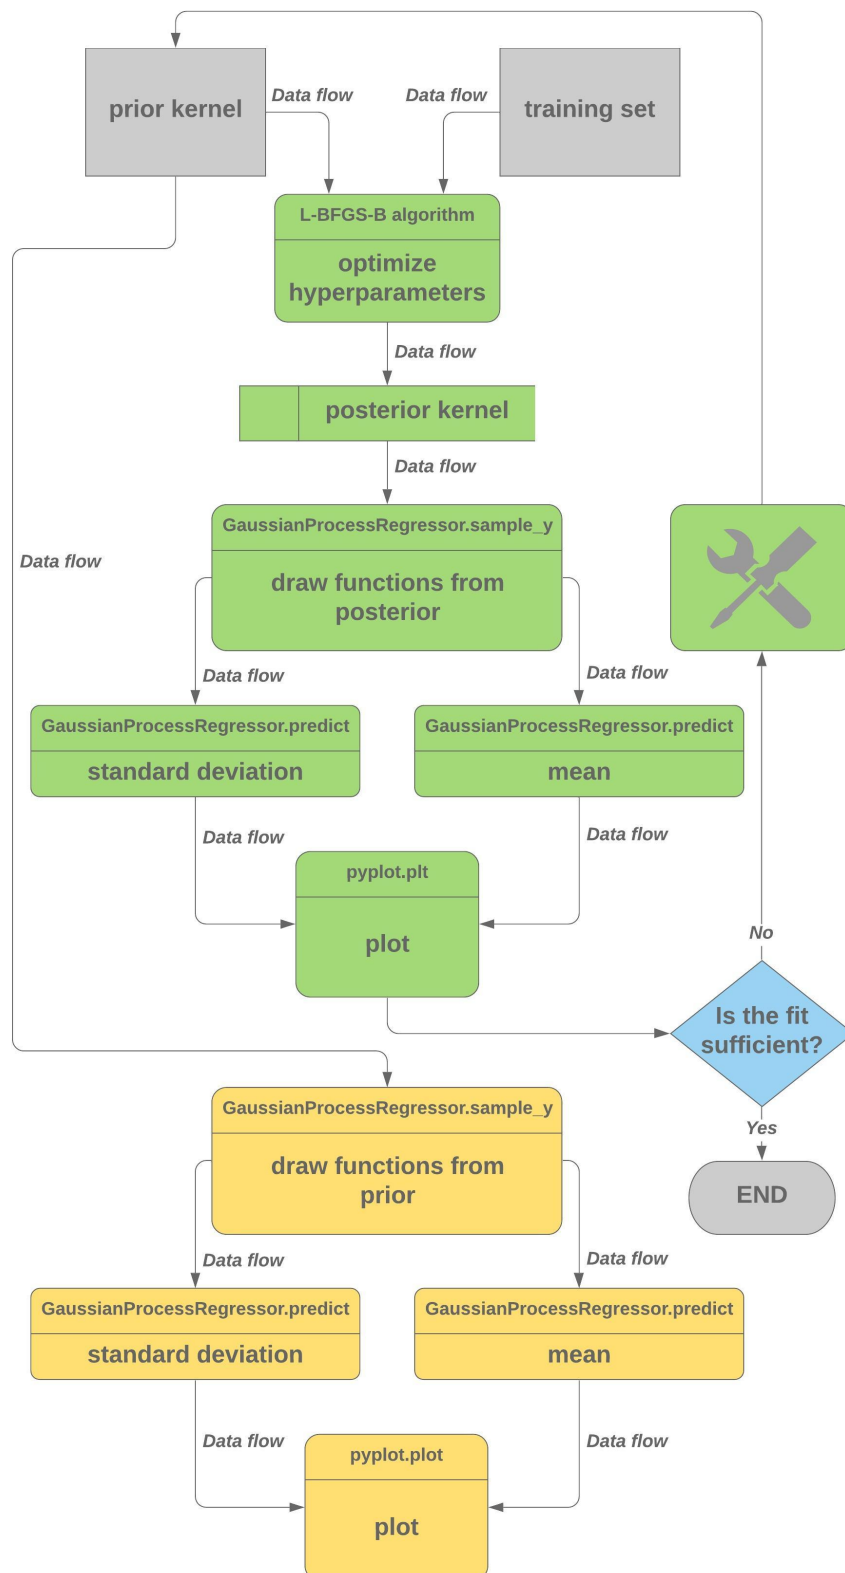 prior kernel
Data flow
Data flow
training set
L-BFGS-B algorithm
optimize
hyperparameters
Data flow
posterior kernel
Data flow
GaussianProcessRegressor.sample_y
draw functions from
posterior
Data flow
Data flow
Data flow
GaussianProcessRegressor.predict
standard deviation
GaussianProcessRegressor.predict
mean
Data flow
Data flow
pyplot.plt
plot
No
Is the fit
sufficient?
Yes
END
GaussianProcessRegressor.sample_y
draw functions from
prior
Data flow
Data flow
GaussianProcessRegressor.predict
standard deviation
GaussianProcessRegressor.predict
mean
Data flow
Data flow
pyplot.plot
plot